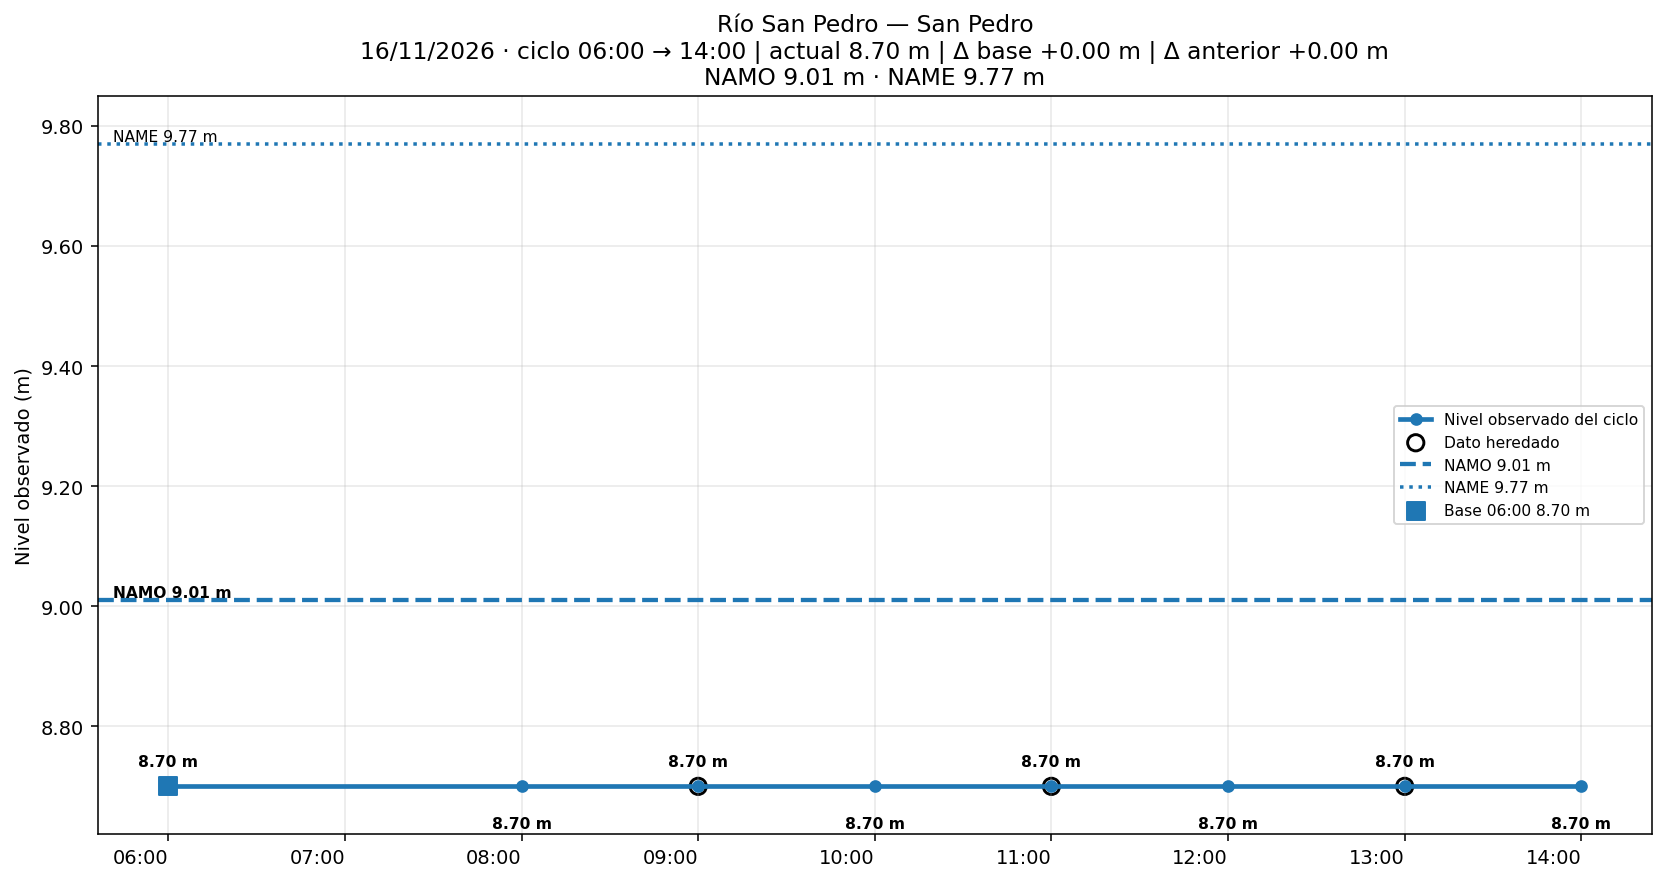 Río San Pedro — San Pedro
16/11/2026 · ciclo 06:00 → 14:00 | actual 8.70 m | Δ base +0.00 m | Δ anterior +0.00 m
NAMO 9.01 m · NAME 9.77 m
Nivel observado (m)
9.80
9.60
9.40
9.20
9.00
8.80
NAME 9.77 m
NAMO 9.01 m
Nivel observado del ciclo
Dato heredado
NAMO 9.01 m
NAME 9.77 m
Base 06:00 8.70 m
8.70 m 8.70 m 8.70 m 8.70 m
8.70 m 8.70 m 8.70 m 8.70 m
06:00 07:00 08:00 09:00 10:00 11:00 12:00 13:00 14:00